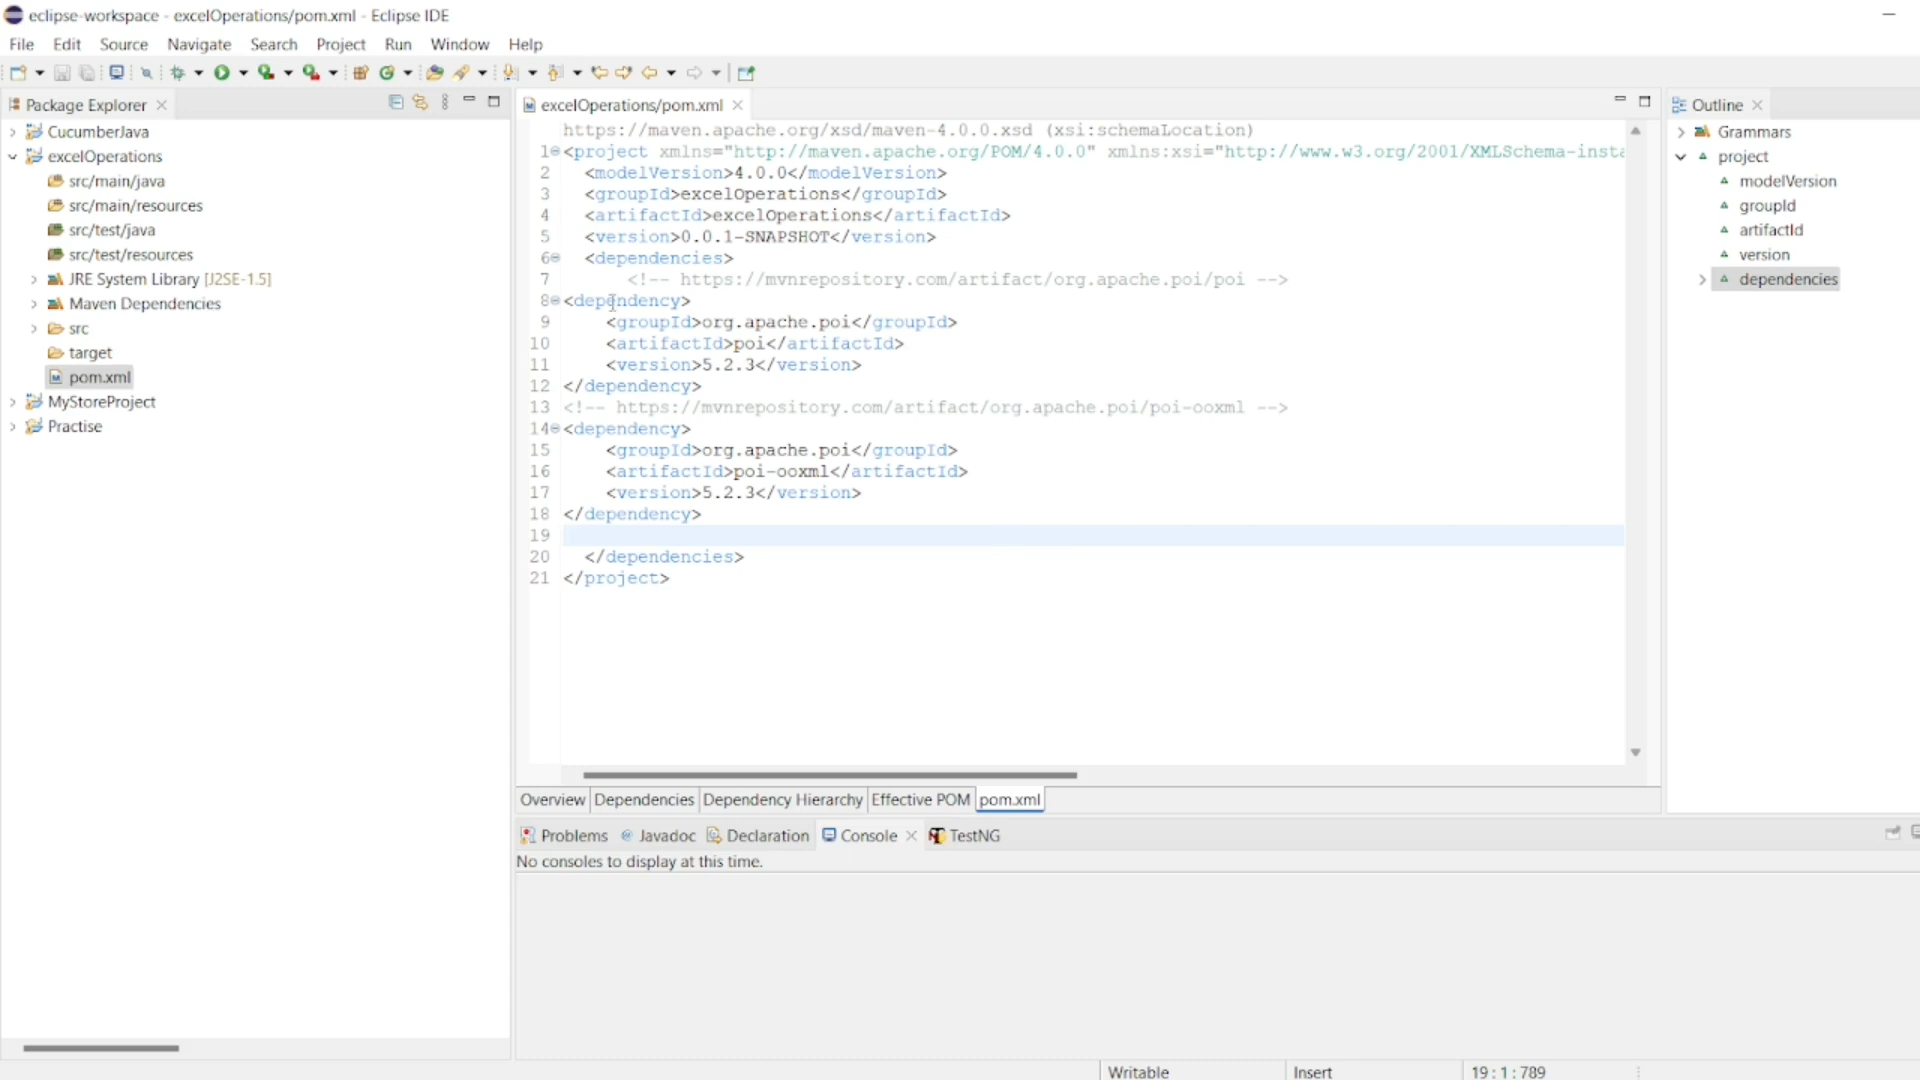 eclipse-workspace - excelOperations/pom.xml - Eclipse IDE
File Edit Source Navigate Search Project Run Window Help
Package Explorer
CucumberJava
excelOperations
src/main/java
src/main/resources
src/test/java
src/test/resources
JRE System Library [J2SE-1.5]
Maven Dependencies
src
target
pom.xml
MyStoreProject
Practise
excelOperations/pom.xml
https://maven.apache.org/xsd/maven-4.0.0.xsd (xsi:schemaLocation)
1 <project xmlns="http://maven.apache.org/POM/4.0.0" xmlns:xsi="http://www.w3.org/2001/XMLSchema-insta
2 <modelVersion>4.0.0</modelVersion>
3 <groupId>excelOperations</groupId>
4 <artifactId>excelOperations</artifactId>
5 <version>0.0.1-SNAPSHOT</version>
6 <dependencies>
7 <!-- https://mvnrepository.com/artifact/org.apache.poi/poi -->
8 <dependency>
9 <groupId>org.apache.poi</groupId>
10 <artifactId>poi</artifactId>
11 <version>5.2.3</version>
12 </dependency>
13 <!-- https://mvnrepository.com/artifact/org.apache.poi/poi-ooxml -->
14 <dependency>
15 <groupId>org.apache.poi</groupId>
16 <artifactId>poi-ooxml</artifactId>
17 <version>5.2.3</version>
18 </dependency>
19
20 </dependencies>
21 </project>
Overview Dependencies Dependency Hierarchy Effective POM pom.xml
Outline
Grammars
project
modelVersion
groupId
artifactId
version
dependencies
Problems Javadoc Declaration Console TestNG
No consoles to display at this time.
Writable Insert 19 : 1 : 789